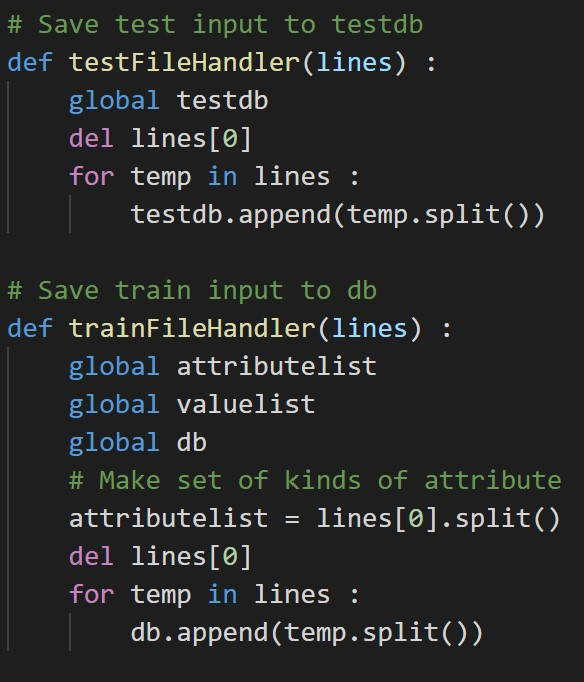 # Save test input to testdb
def testFileHandler(lines) :
    global testdb
    del lines[0]
    for temp in lines :
        testdb.append(temp.split())

# Save train input to db
def trainFileHandler(lines) :
    global attributelist
    global valuelist
    global db
    # Make set of kinds of attribute
    attributelist = lines[0].split()
    del lines[0]
    for temp in lines :
        db.append(temp.split())